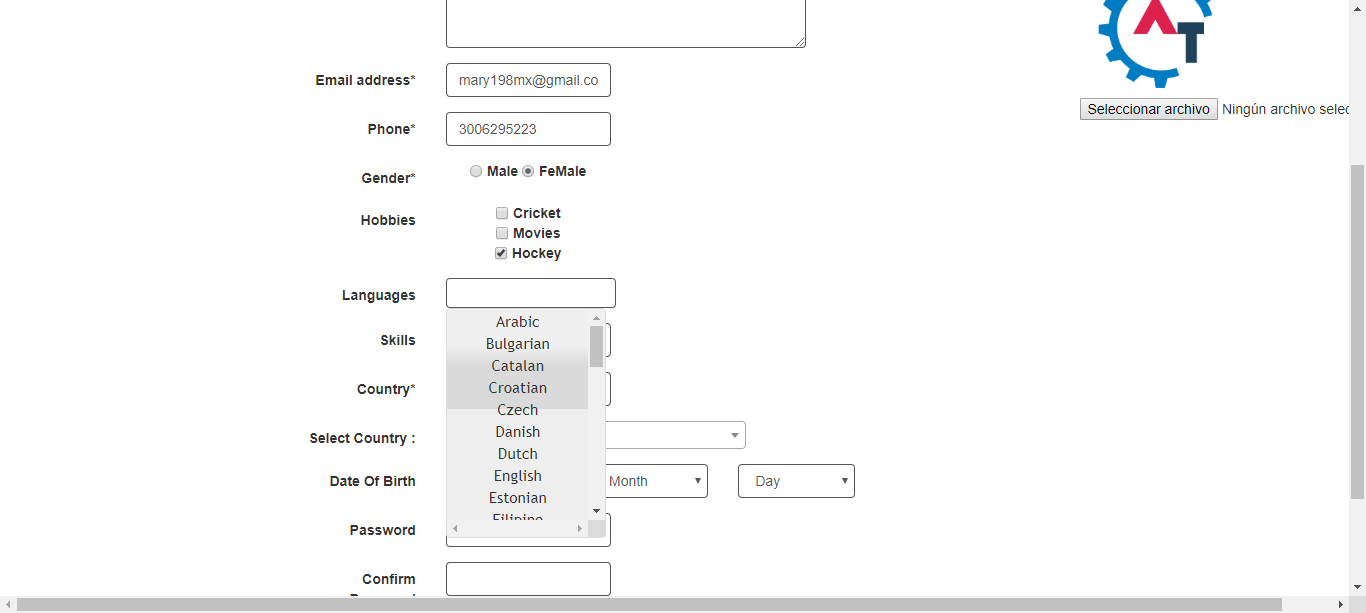 AT
Seleccionar archivo Ningún archivo selec
Email address* mary198mx@gmail.co
Phone* 3006295223
Gender* Male FeMale
Hobbies Cricket
Movies
Hockey
Languages
Arabic
Skills
Bulgarian
Catalan
Country* Croatian
Czech
Danish
Select Country :
Dutch
Date Of Birth English Month Day
Estonian
Filipino
Password
Confirm